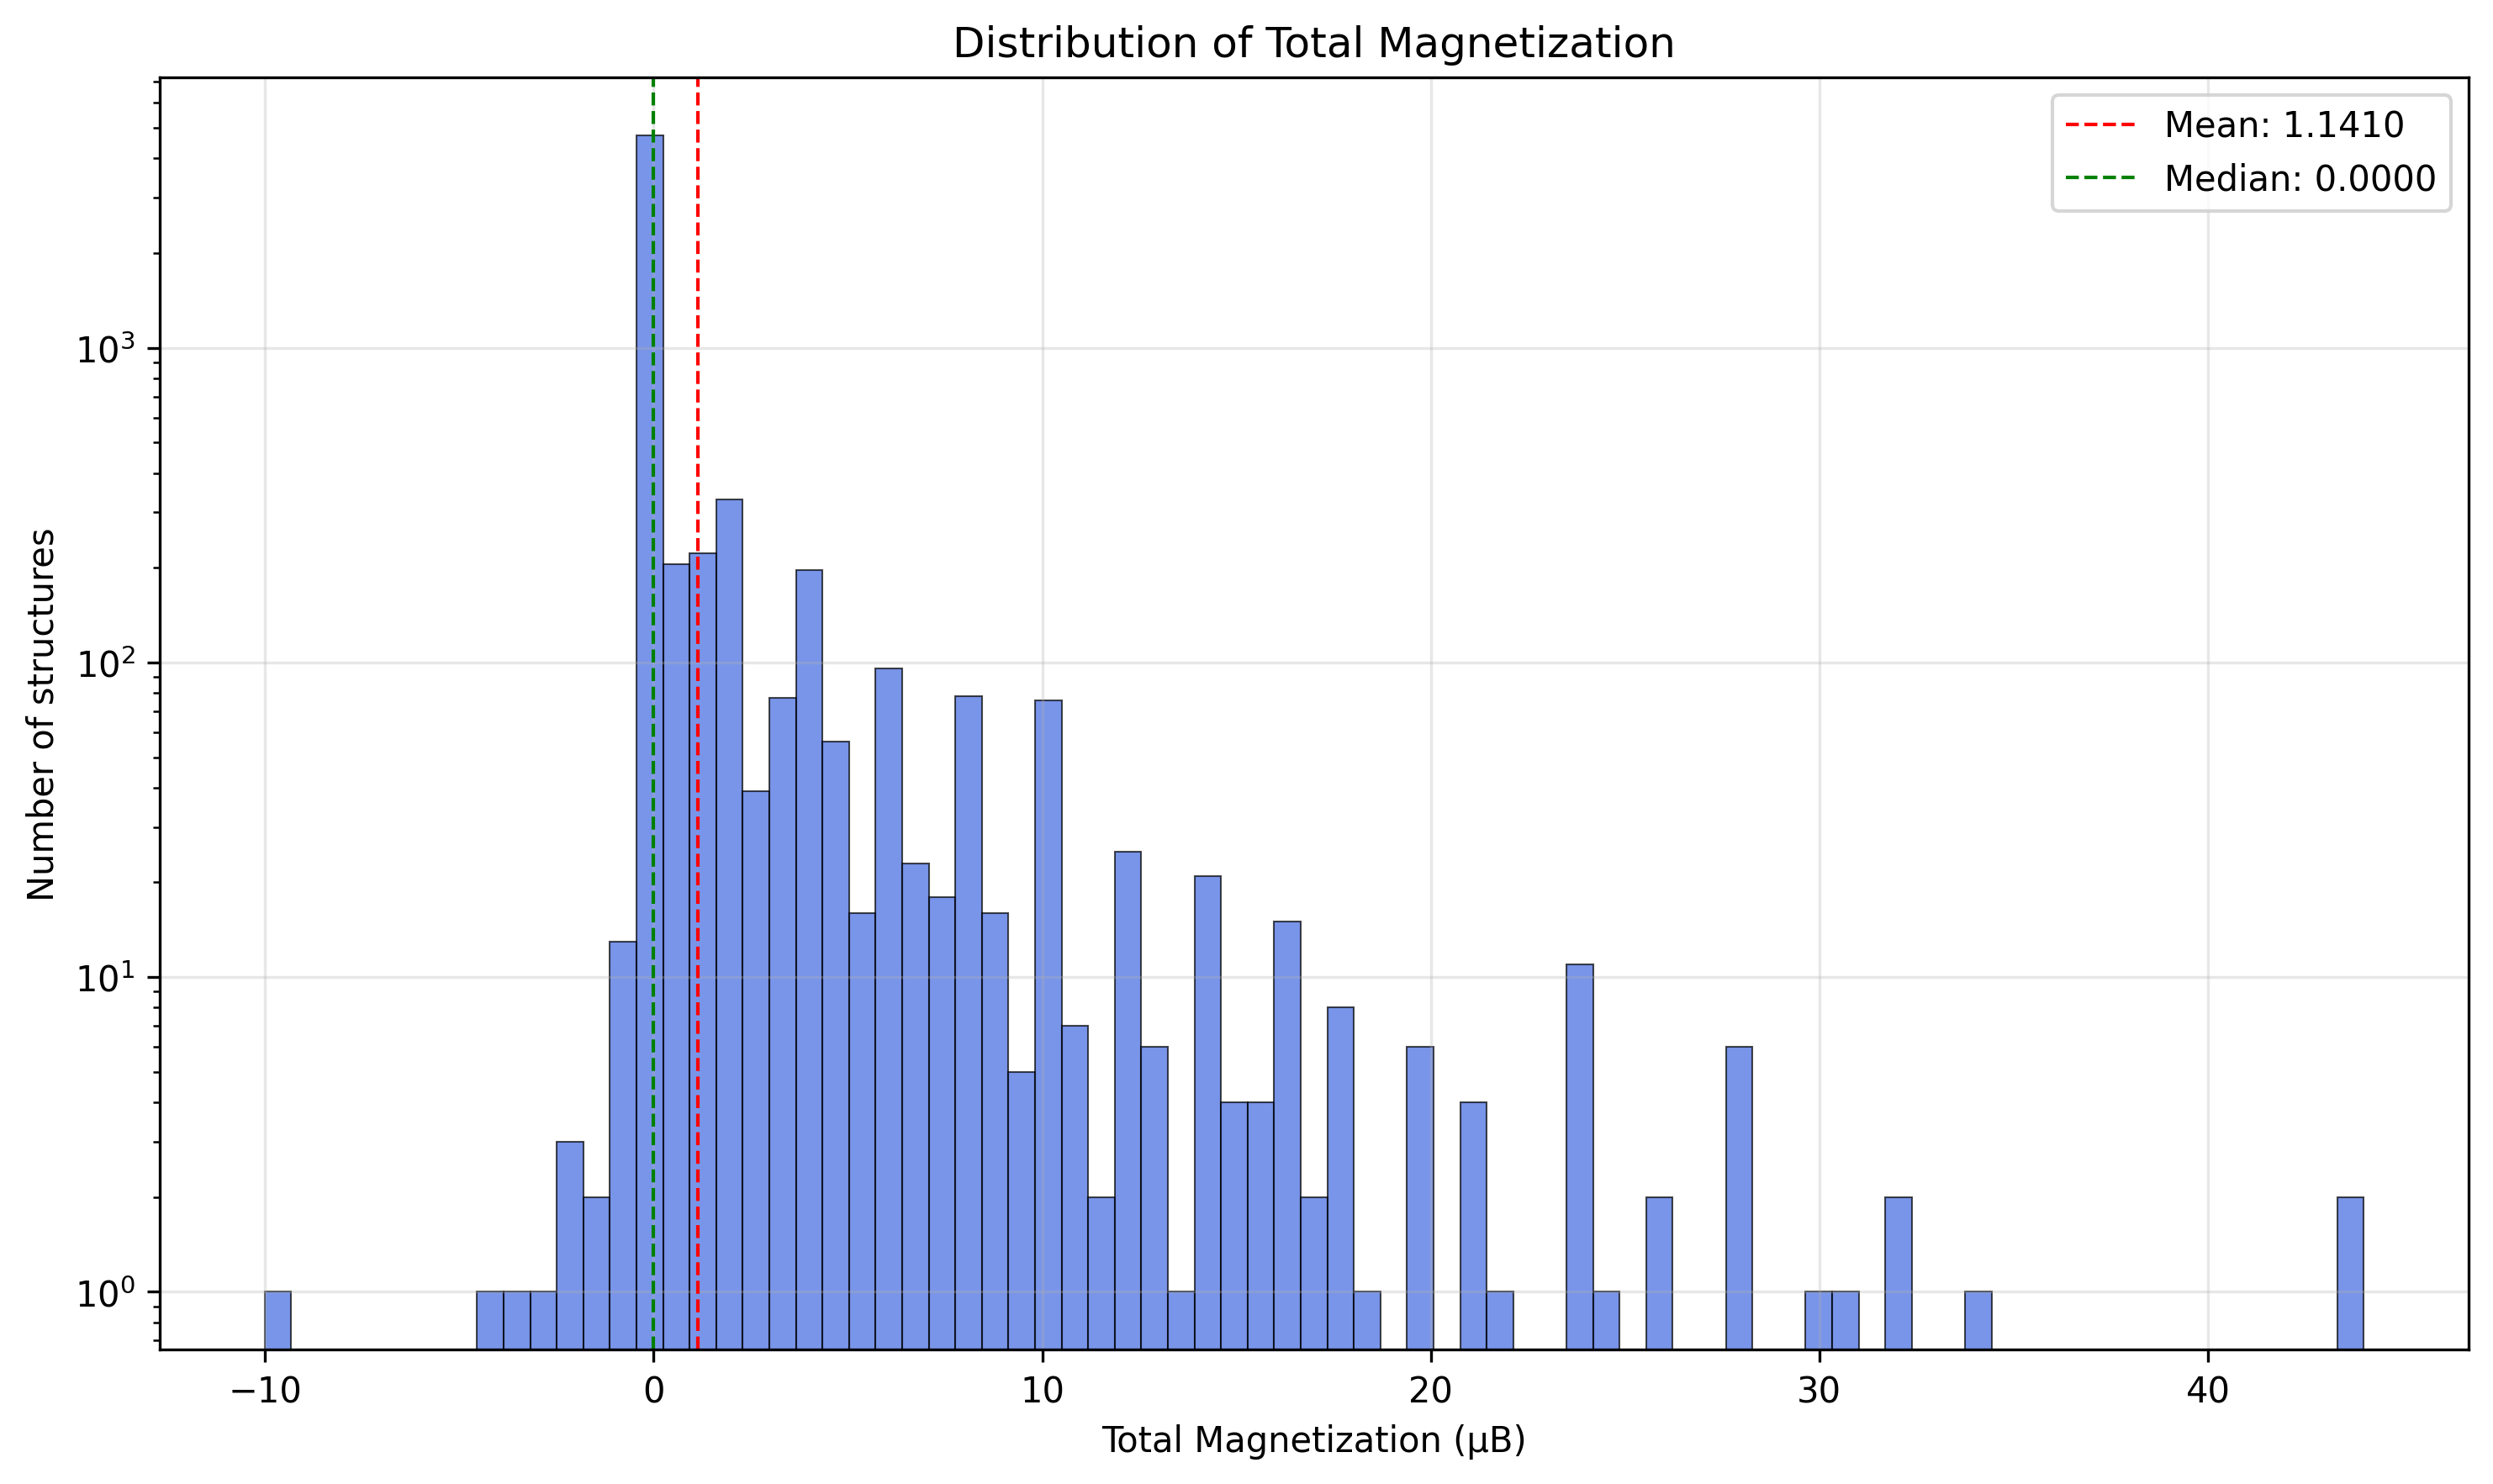 Distribution of Total Magnetization
Mean: 1.1410
Median: 0.0000
Number of structures
10³
10²
10¹
10⁰
−10
0
10
20
30
40
Total Magnetization (μB)